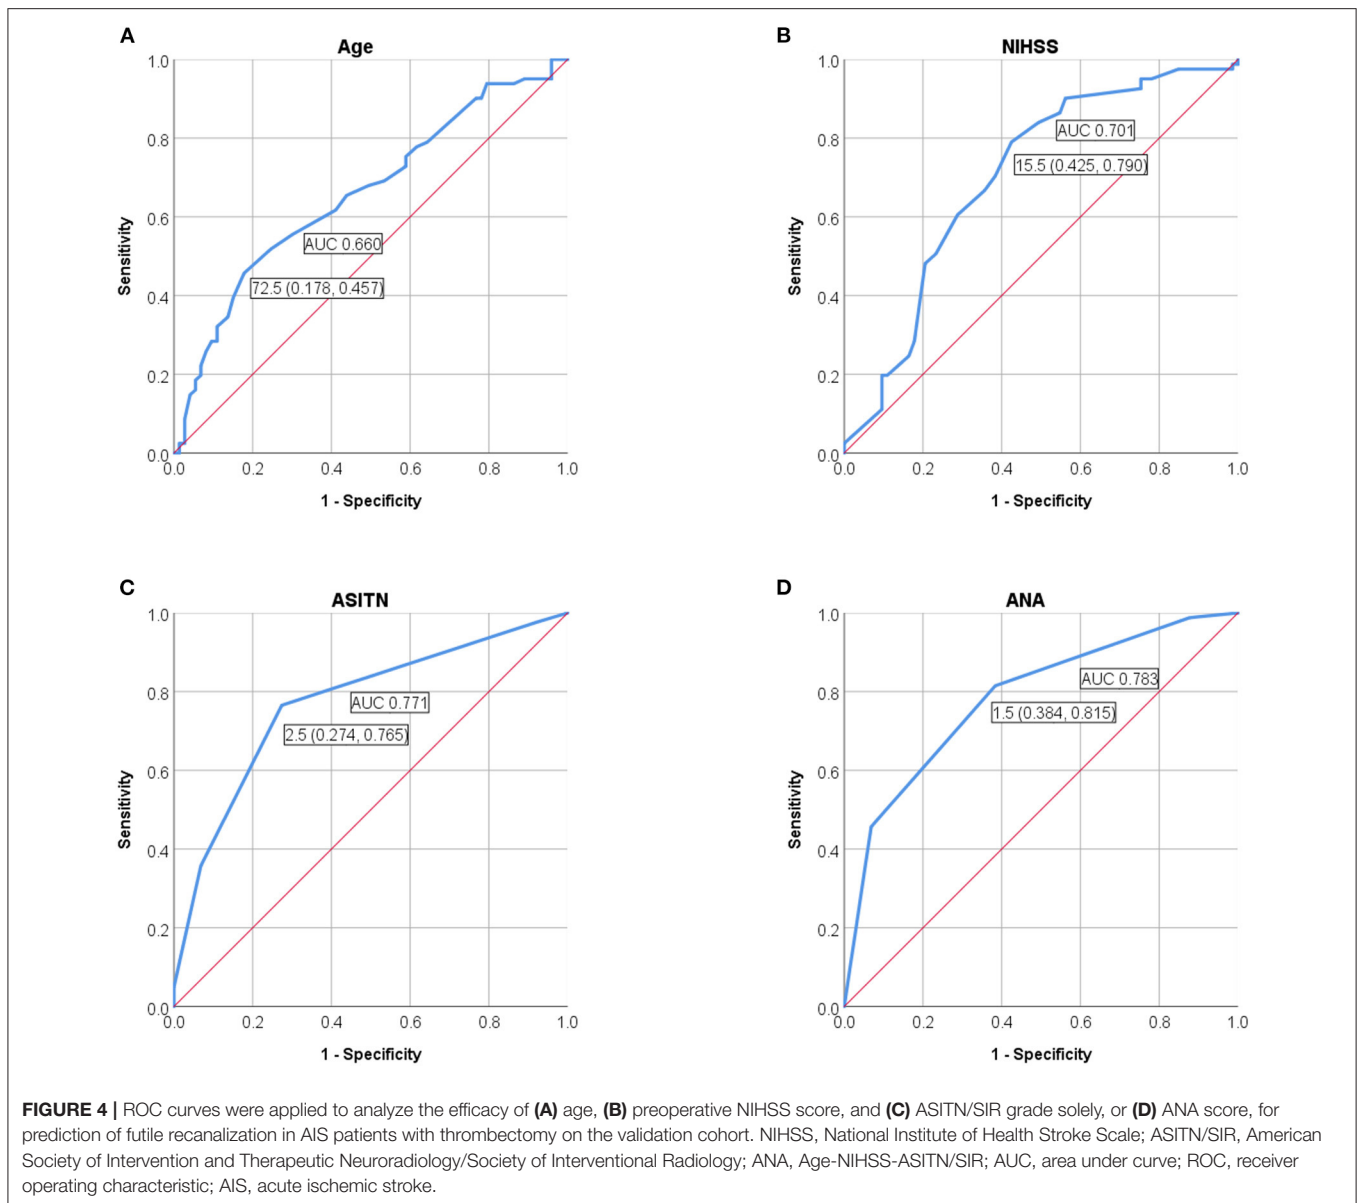 A
Age
1.0
0.8
0.6
0.4
0.2
0.0
Sensitivity
AUC 0.660
72.5 (0.178, 0.457)
0.0 0.2 0.4 0.6 0.8 1.0
1 - Specificity
B
NIHSS
1.0
0.8
0.6
0.4
0.2
0.0
Sensitivity
AUC 0.701
15.5 (0.425, 0.790)
0.0 0.2 0.4 0.6 0.8 1.0
1 - Specificity
C
ASITN
1.0
0.8
0.6
0.4
0.2
0.0
Sensitivity
AUC 0.771
2.5 (0.274, 0.765)
0.0 0.2 0.4 0.6 0.8 1.0
1 - Specificity
D
ANA
1.0
0.8
0.6
0.4
0.2
0.0
Sensitivity
AUC 0.783
1.5 (0.384, 0.815)
0.0 0.2 0.4 0.6 0.8 1.0
1 - Specificity
FIGURE 4 | ROC curves were applied to analyze the efficacy of (A) age, (B) preoperative NIHSS score, and (C) ASITN/SIR grade solely, or (D) ANA score, for
prediction of futile recanalization in AIS patients with thrombectomy on the validation cohort. NIHSS, National Institute of Health Stroke Scale; ASITN/SIR, American
Society of Intervention and Therapeutic Neuroradiology/Society of Interventional Radiology; ANA, Age-NIHSS-ASITN/SIR; AUC, area under curve; ROC, receiver
operating characteristic; AIS, acute ischemic stroke.